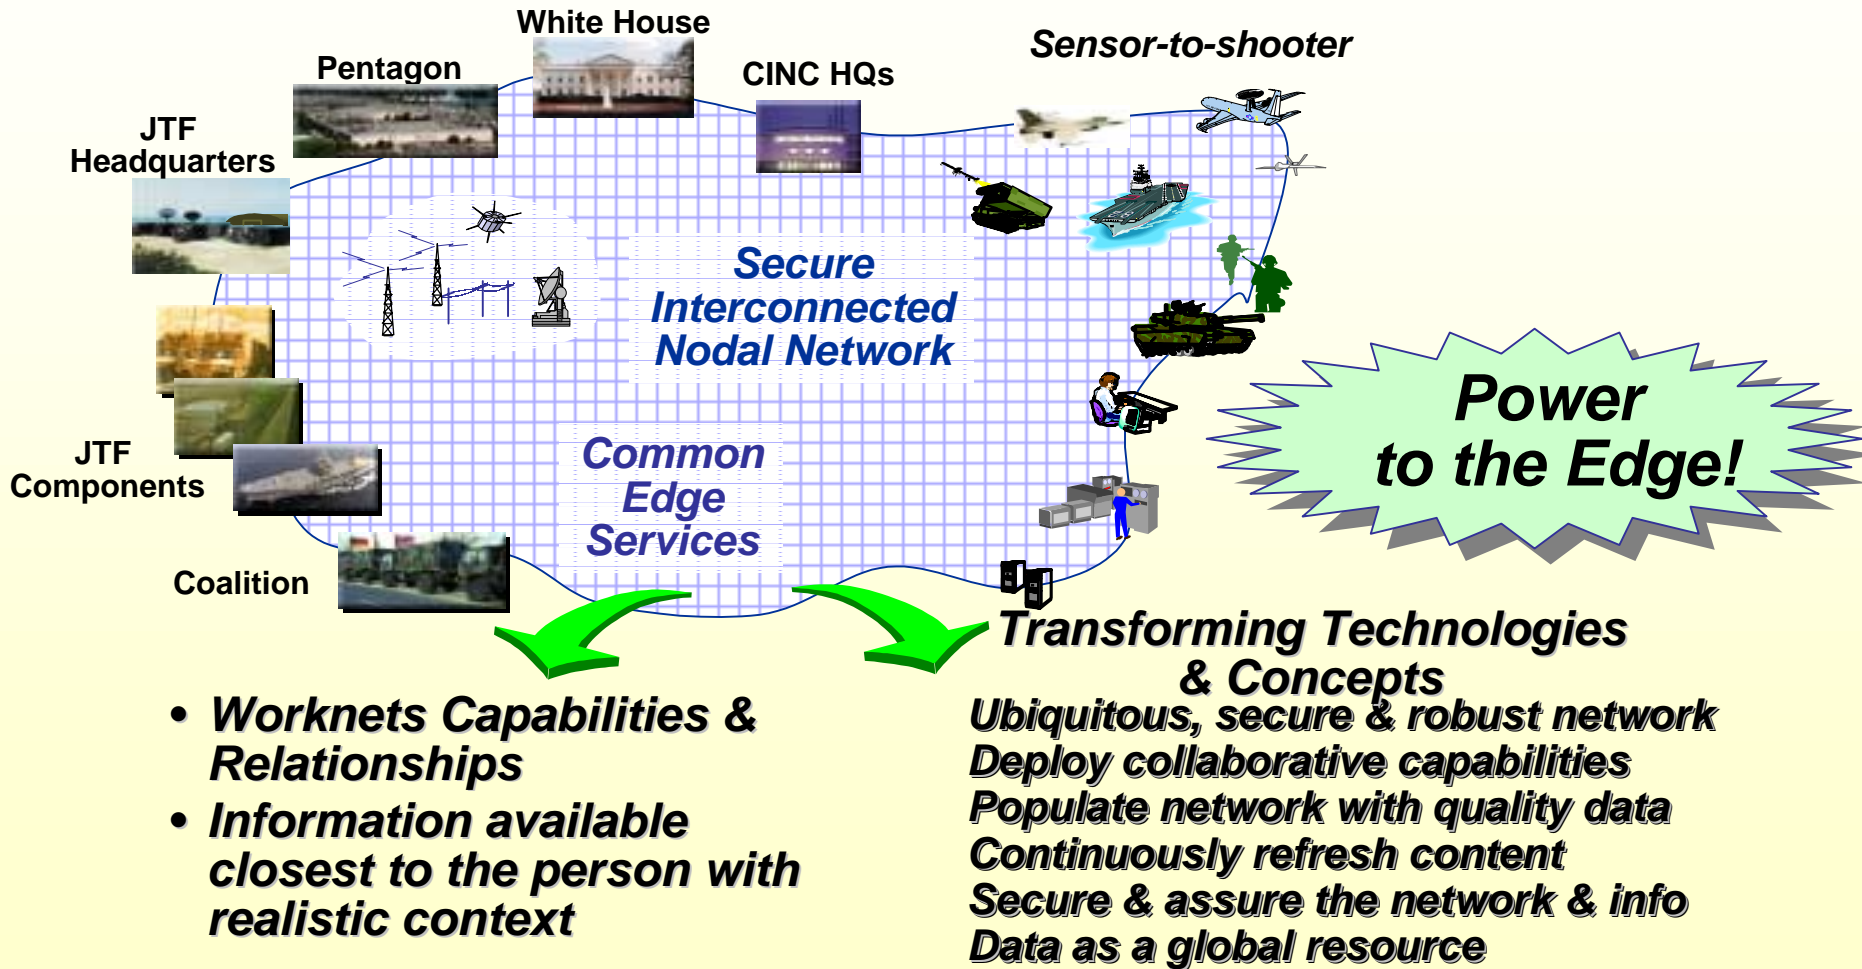 White House
Sensor-to-shooter
Pentagon
CINC HQs
JTF
Headquarters
Secure
Interconnected
Nodal Network
Power
to the Edge!
JTF
Components
Common
Edge
Services
Coalition
• Worknets Capabilities &
Relationships
• Information available
closest to the person with
realistic context
Transforming Technologies
& Concepts
Ubiquitous, secure & robust network
Deploy collaborative capabilities
Populate network with quality data
Continuously refresh content
Secure & assure the network & info
Data as a global resource